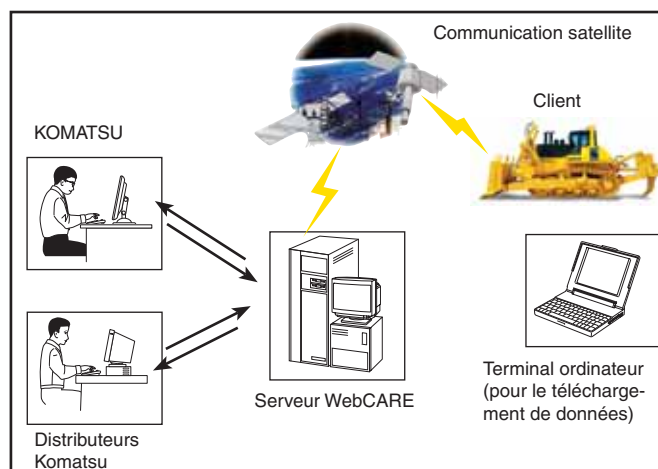 Communication satellite
Client
KOMATSU
Serveur WebCARE
Terminal ordinateur
(pour le télécharge-
ment de données)
Distributeurs
Komatsu